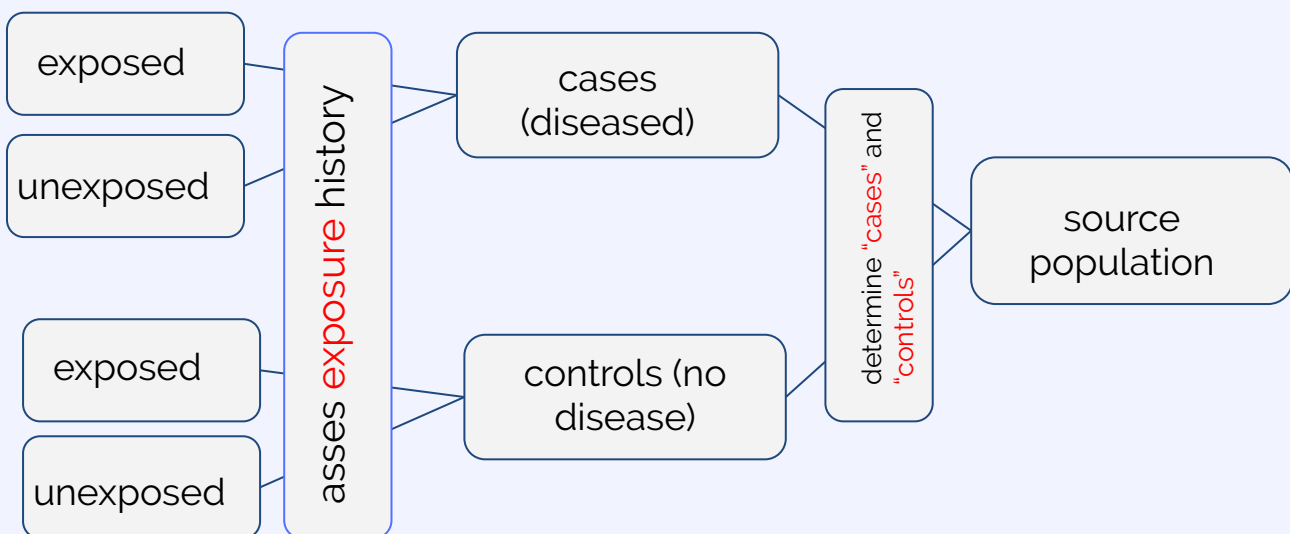 exposed
unexposed
exposed
unexposed
asses exposure history
cases
(diseased)
controls (no
disease)
determine “cases” and
“controls”
source
population